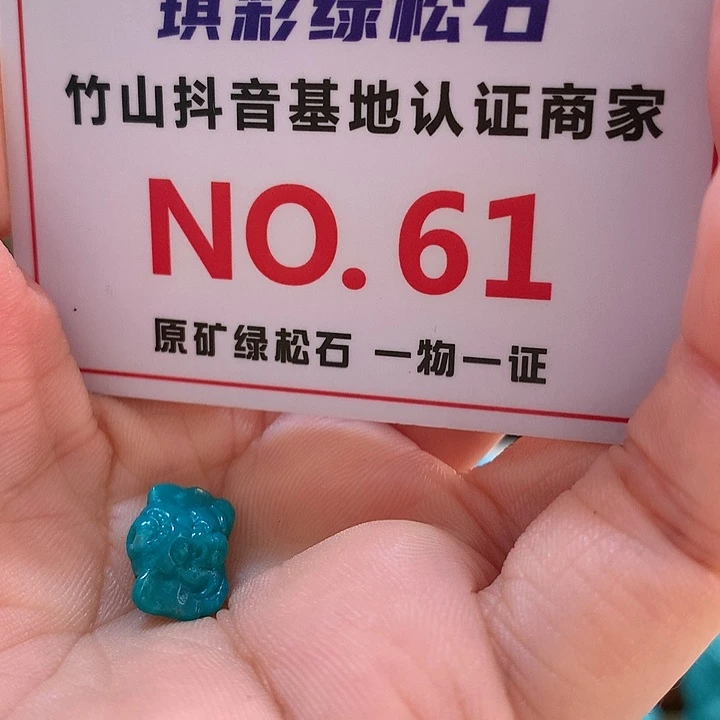 琪彩绿松石
竹山抖音基地认证商家
NO.61
原矿绿松石 一物一证